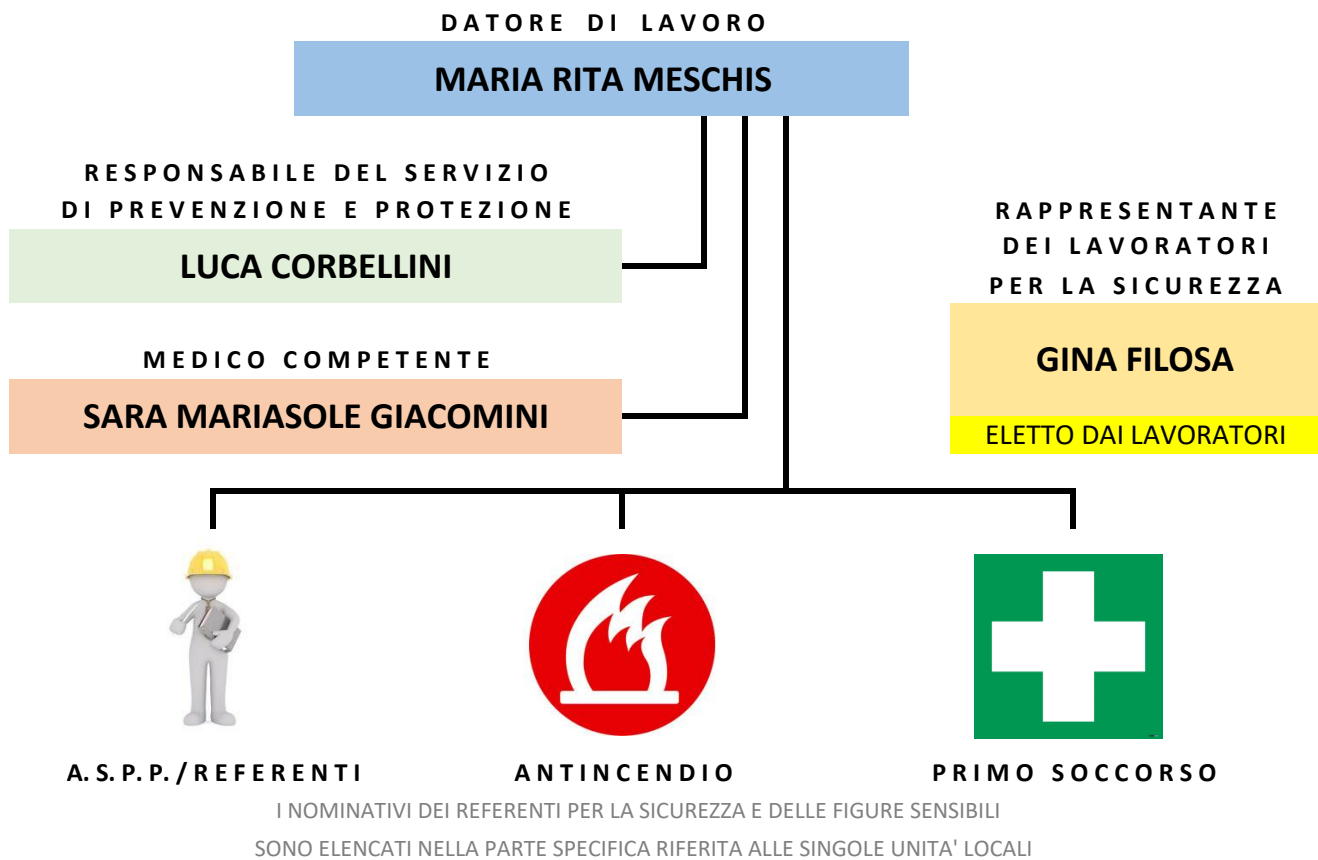 DATORE DI LAVORO
MARIA RITA MESCHIS
RESPONSABILE DEL SERVIZIO
DI PREVENZIONE E PROTEZIONE
LUCA CORBELLINI
MEDICO COMPETENTE
SARA MARIASOLE GIACOMINI
RAPPRESENTANTE
DEI LAVORATORI
PER LA SICUREZZA
GINA FILOSA
ELETTO DAI LAVORATORI
A. S. P. P. / REFERENTI
ANTINCENDIO
PRIMO SOCCORSO
I NOMINATIVI DEI REFERENTI PER LA SICUREZZA E DELLE FIGURE SENSIBILI
SONO ELENCATI NELLA PARTE SPECIFICA RIFERITA ALLE SINGOLE UNITA' LOCALI